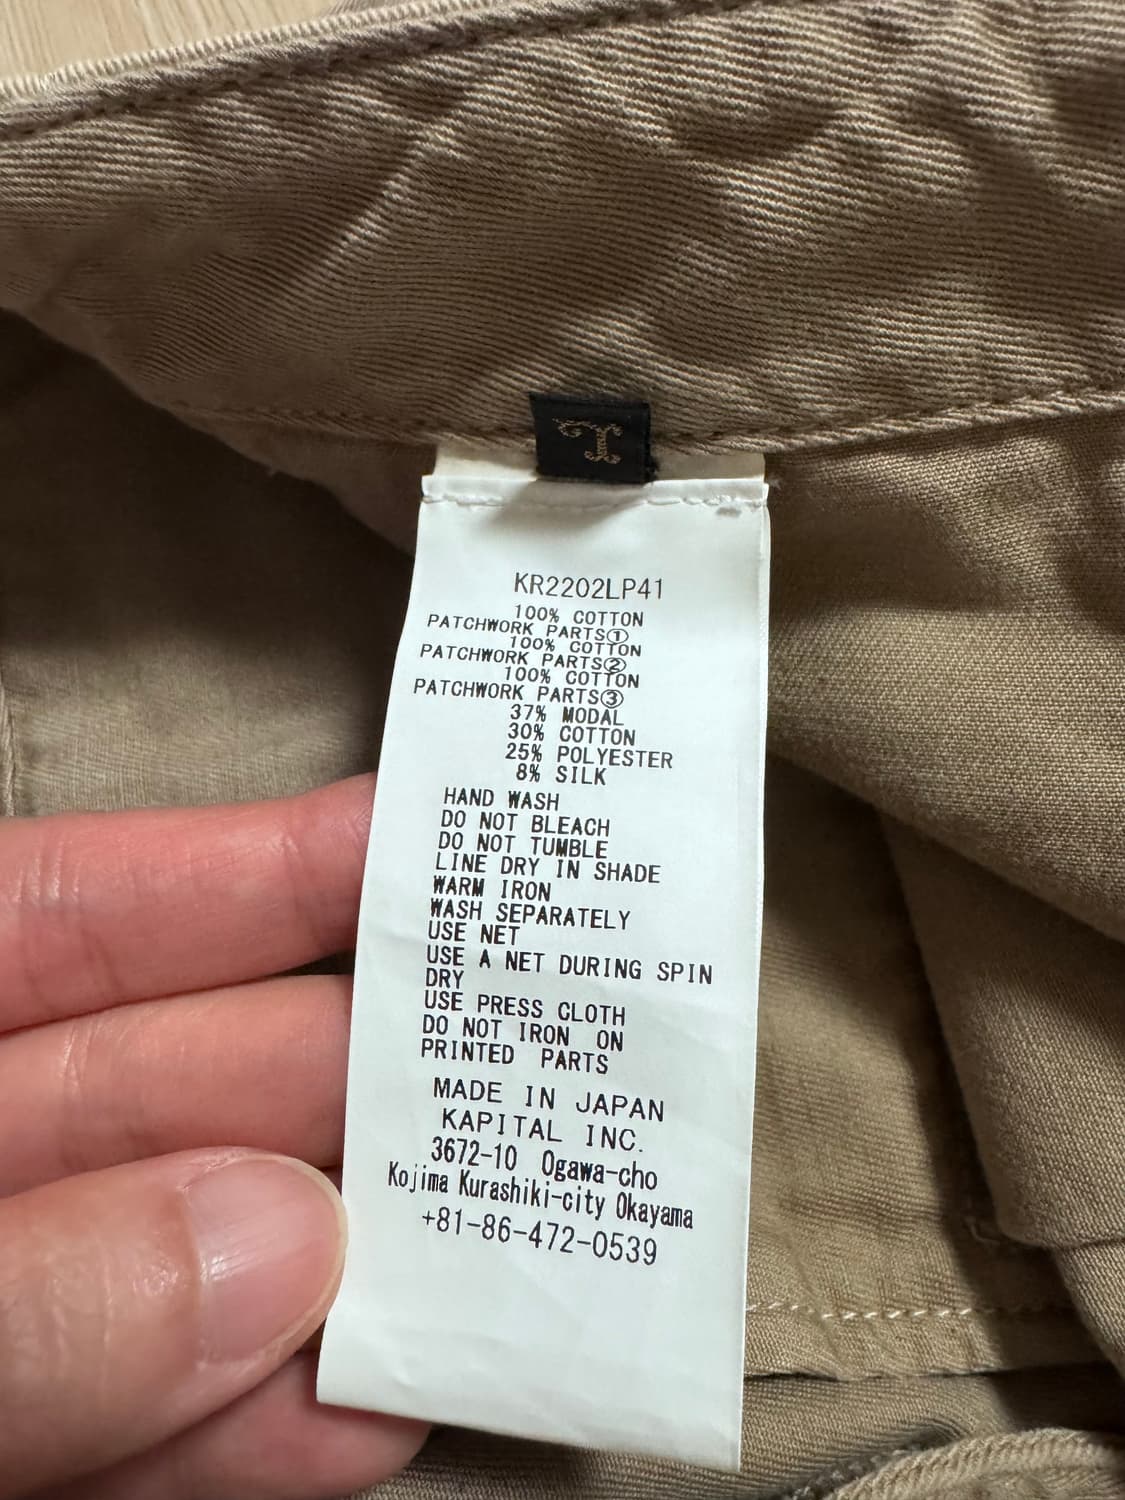 KR2202LP41
100% COTTON
PATCHWORK PARTS①
100% COTTON
PATCHWORK PARTS②
100% COTTON
PATCHWORK PARTS③
37% MODAL
30% COTTON
25% POLYESTER
8% SILK
HAND WASH
DO NOT BLEACH
DO NOT TUMBLE
LINE DRY IN SHADE
WARM IRON
WASH SEPARATELY
USE NET
USE A NET DURING SPIN
DRY
USE PRESS CLOTH
DO NOT IRON ON
PRINTED PARTS
MADE IN JAPAN
KAPITAL INC.
3672-10 Ogawa-cho
Kojima Kurashiki-city Okayama
+81-86-472-0539